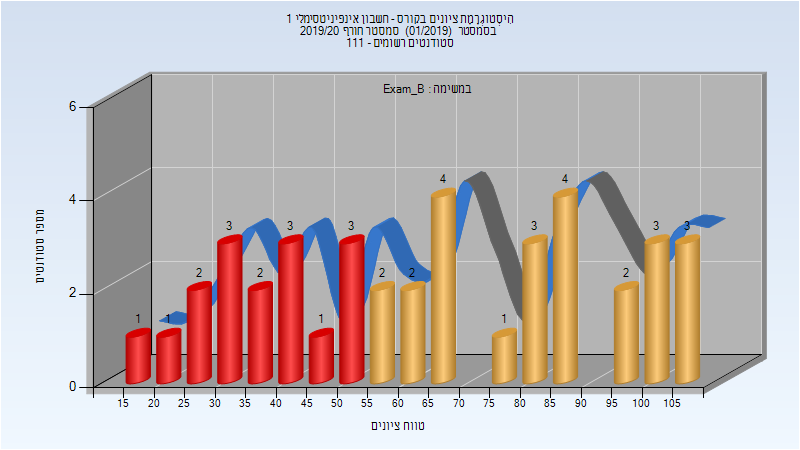 היסטוגרמת ציונים בקורס - חשבון אינפיניטסימלי 1
בסמסטר (01/2019) סמסטר חורף 2019/20
סטודנטים רשומים - 111
במשימה : Exam_B
מספר סטודנטים
6
4
2
0
1 1 2 3 2 3 1 3 2 2 4 1 3 4 2 3 3
15 20 25 30 35 40 45 50 55 60 65 70 75 80 85 90 95 100 105
טווח ציונים